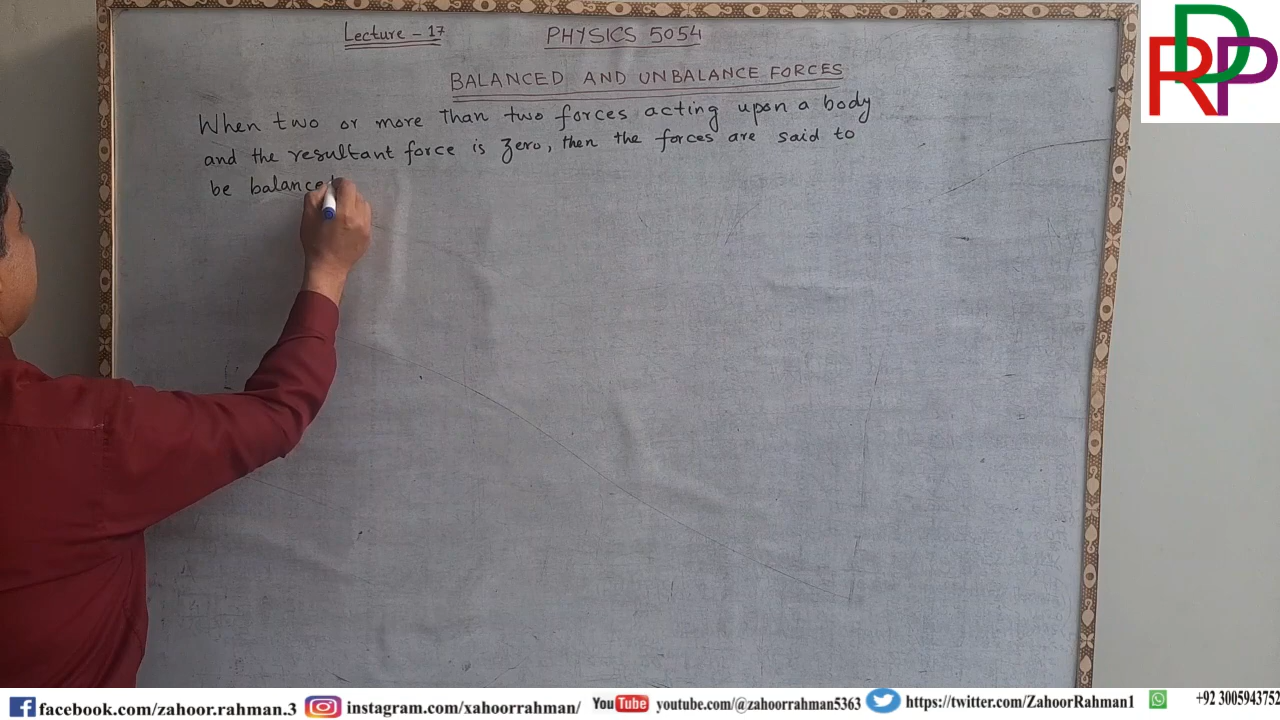 Lecture - 17
PHYSICS 5054
BALANCED AND UNBALANCE FORCES
When two or more than two forces acting upon a body
and the resultant force is zero, then the forces are said to
be balanced
RDP
facebook.com/zahoor.rahman.3
instagram.com/xahoorrahman/
YouTube
youtube.com/@zahoorrahman5363
https://twitter.com/ZahoorRahman1
+92 3005943752